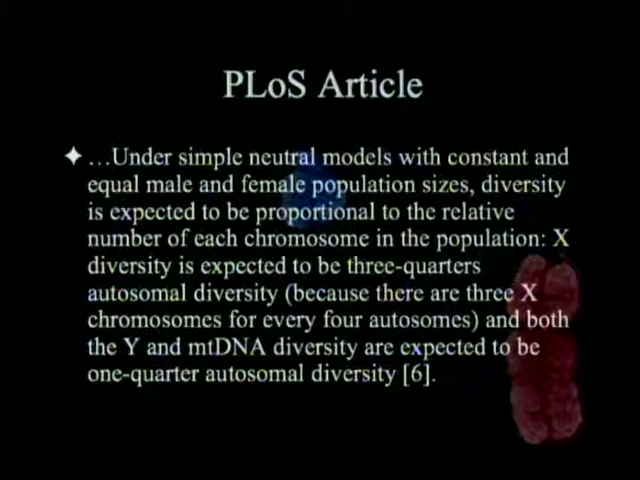 PLoS Article
…Under simple neutral models with constant and
equal male and female population sizes, diversity
is expected to be proportional to the relative
number of each chromosome in the population: X
diversity is expected to be three-quarters
autosomal diversity (because there are three X
chromosomes for every four autosomes) and both
the Y and mtDNA diversity are expected to be
one-quarter autosomal diversity [6].